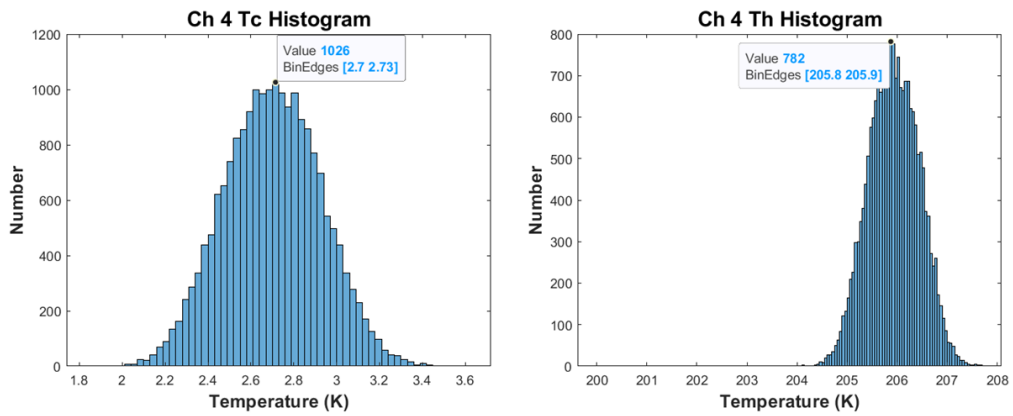 Ch 4 Tc Histogram
1200
1000
800
600
400
200
0
Number
Value 1026
BinEdges [2.7 2.73]
1.8 2 2.2 2.4 2.6 2.8 3 3.2 3.4 3.6
Temperature (K)
Ch 4 Th Histogram
800
700
600
500
400
300
200
100
0
Number
Value 782
BinEdges [205.8 205.9]
200 201 202 203 204 205 206 207 208
Temperature (K)